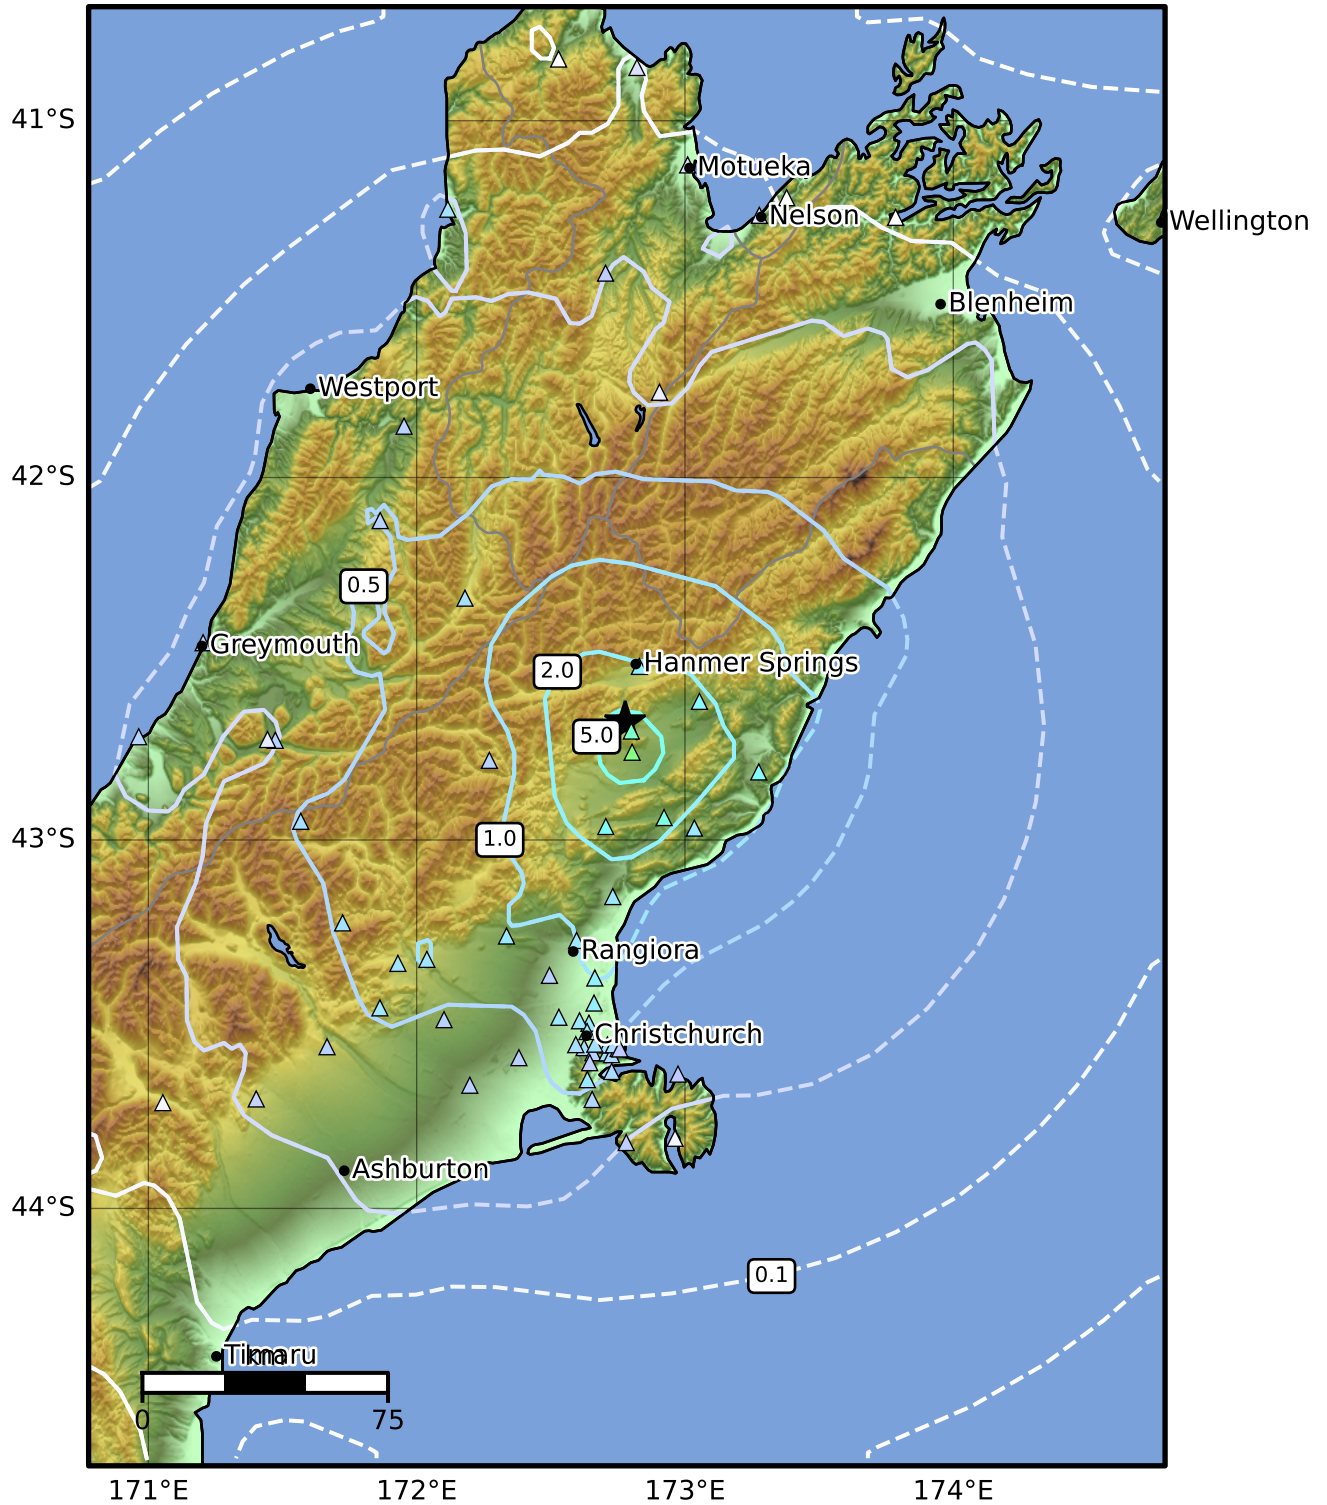 41°S
Motueka
Nelson
Wellington
Blenheim
Westport
42°S
0.5
Greymouth
Hanmer Springs
2.0
5.0
43°S
1.0
Rangiora
Christchurch
Ashburton
44°S
0.1
Timaru
km
0
75
171°E
172°E
173°E
174°E